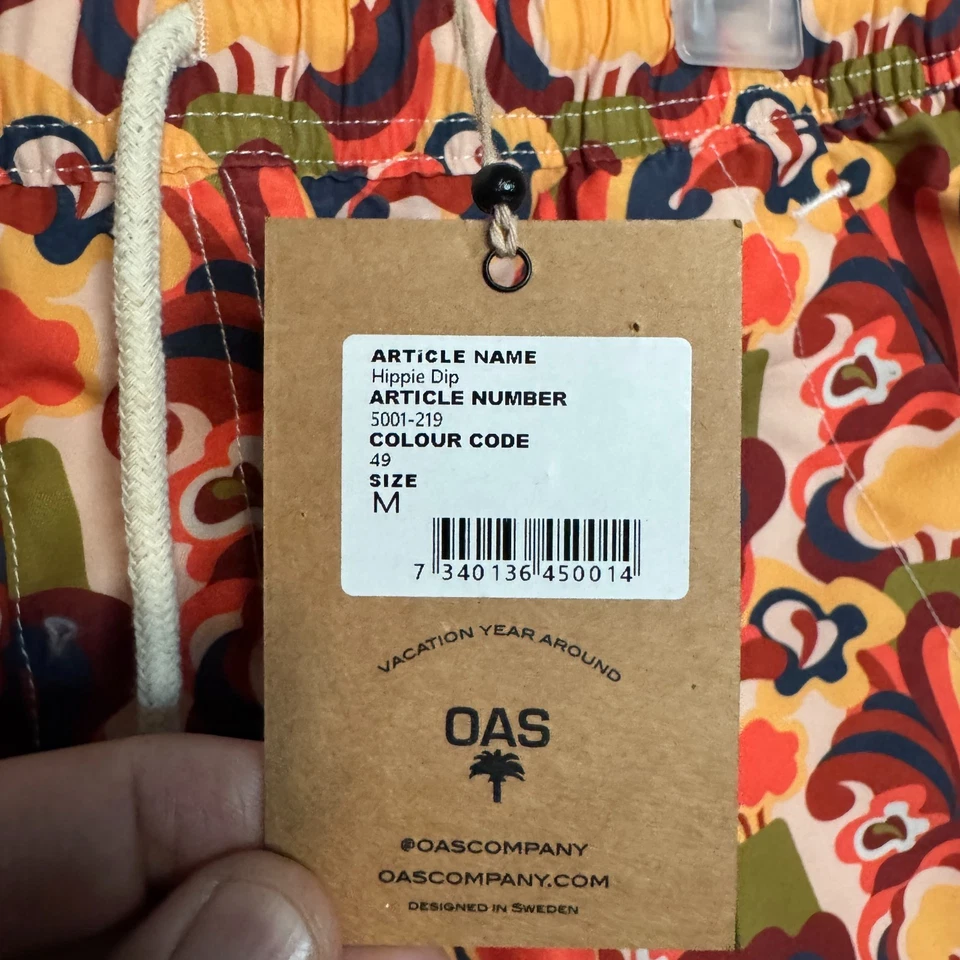 ARTICLE NAME
Hippie Dip
ARTICLE NUMBER
5001-219
COLOUR CODE
49
SIZE
M
7 340136 450014
VACATION YEAR AROUND
OAS
@OASCOMPANY
OASCOMPANY.COM
DESIGNED IN SWEDEN